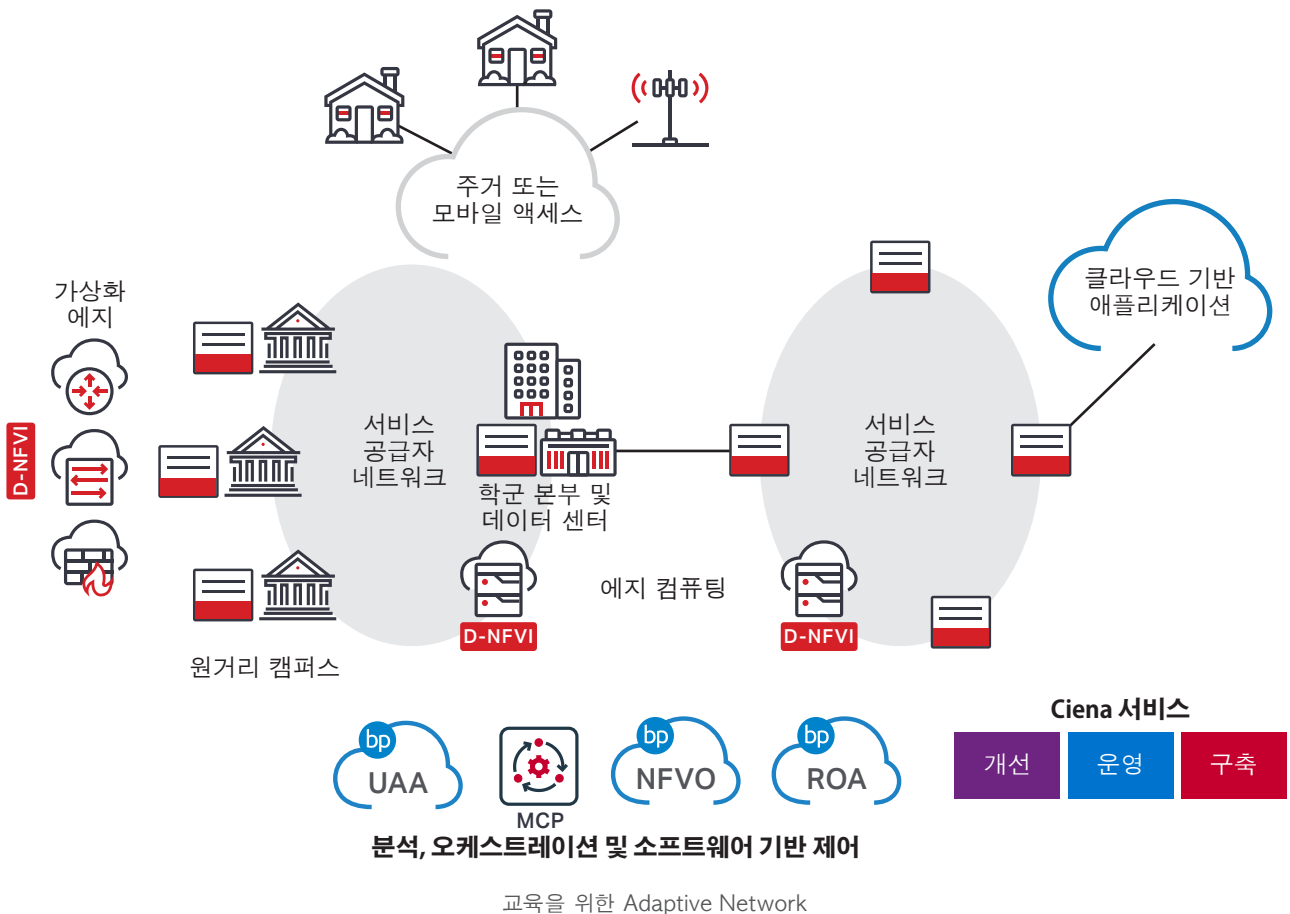 주거 또는
모바일 액세스
클라우드 기반
애플리케이션
가상화
에지
D-NFVI
서비스
공급자
네트워크
학군 본부 및
데이터 센터
서비스
공급자
네트워크
에지 컴퓨팅
D-NFVI
D-NFVI
원거리 캠퍼스
bp
UAA
MCP
bp
NFVO
bp
ROA
분석, 오케스트레이션 및 소프트웨어 기반 제어
Ciena 서비스
개선
운영
구축
교육을 위한 Adaptive Network